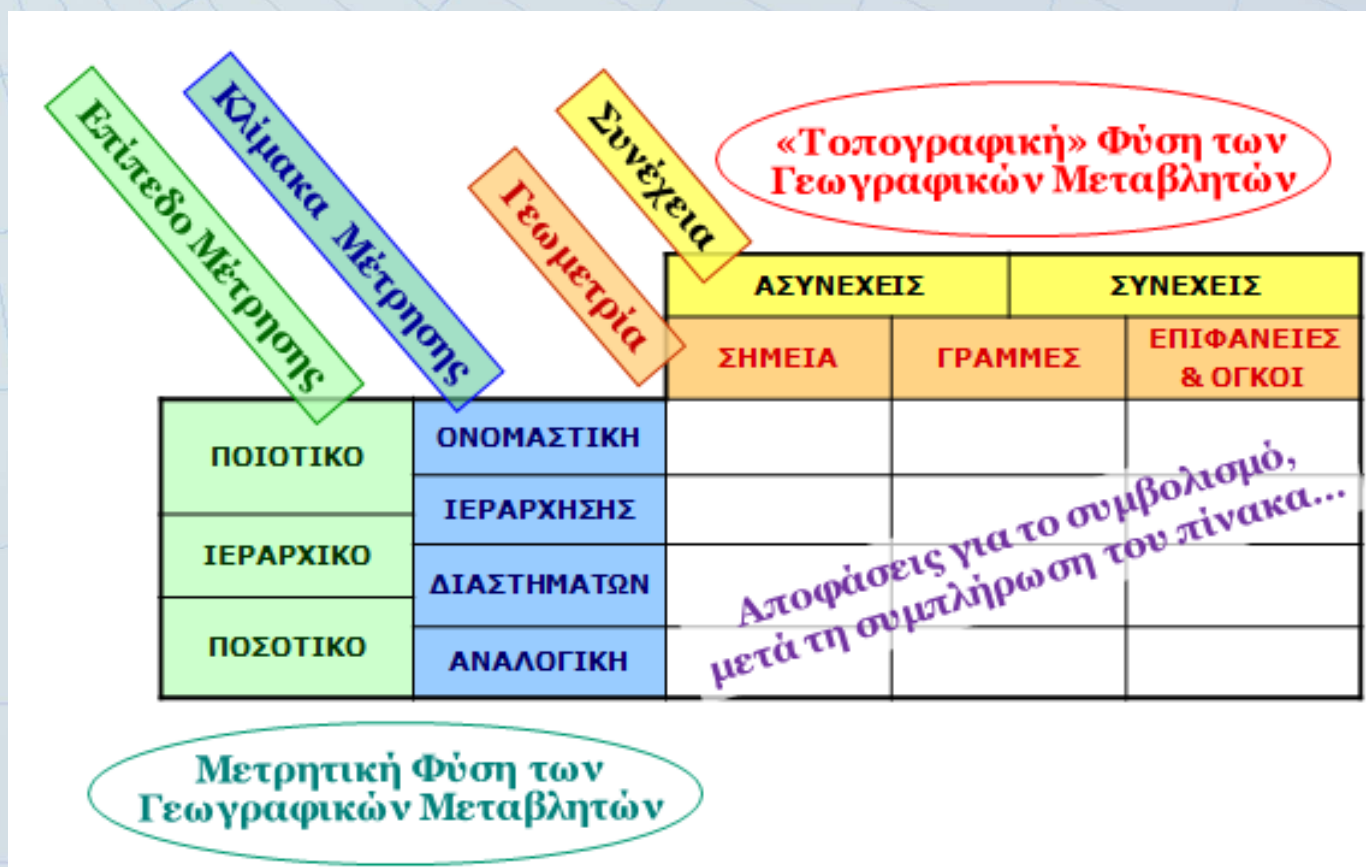 Επίπεδο Μέτρησης
Κλίμακα Μέτρησης
Γεωμετρία
Συνέχεια
«Τοπογραφική» Φύση των
Γεωγραφικών Μεταβλητών
ΑΣΥΝΕΧΕΙΣ ΣΥΝΕΧΕΙΣ
ΣΗΜΕΙΑ ΓΡΑΜΜΕΣ ΕΠΙΦΑΝΕΙΕΣ
& ΟΓΚΟΙ
ΠΟΙΟΤΙΚΟ
ΙΕΡΑΡΧΙΚΟ
ΠΟΣΟΤΙΚΟ
ΟΝΟΜΑΣΤΙΚΗ
ΙΕΡΑΡΧΗΣΗΣ
ΔΙΑΣΤΗΜΑΤΩΝ
ΑΝΑΛΟΓΙΚΗ
Αποφάσεις για το συμβολισμό,
μετά τη συμπλήρωση του πίνακα...
Μετρητική Φύση των
Γεωγραφικών Μεταβλητών